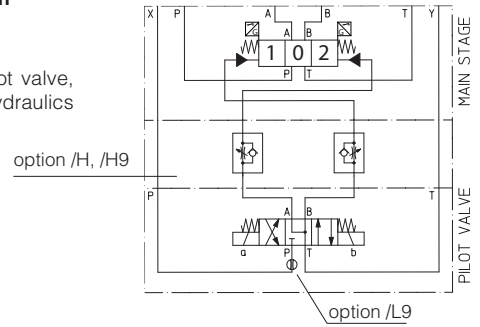 ot valve,
ydraulics
option /H, /H9
X P A B T Y
A B
1 0 2
P T
MAIN STAGE
P T
A B
a b
P T
PILOT VALVE
option /L9